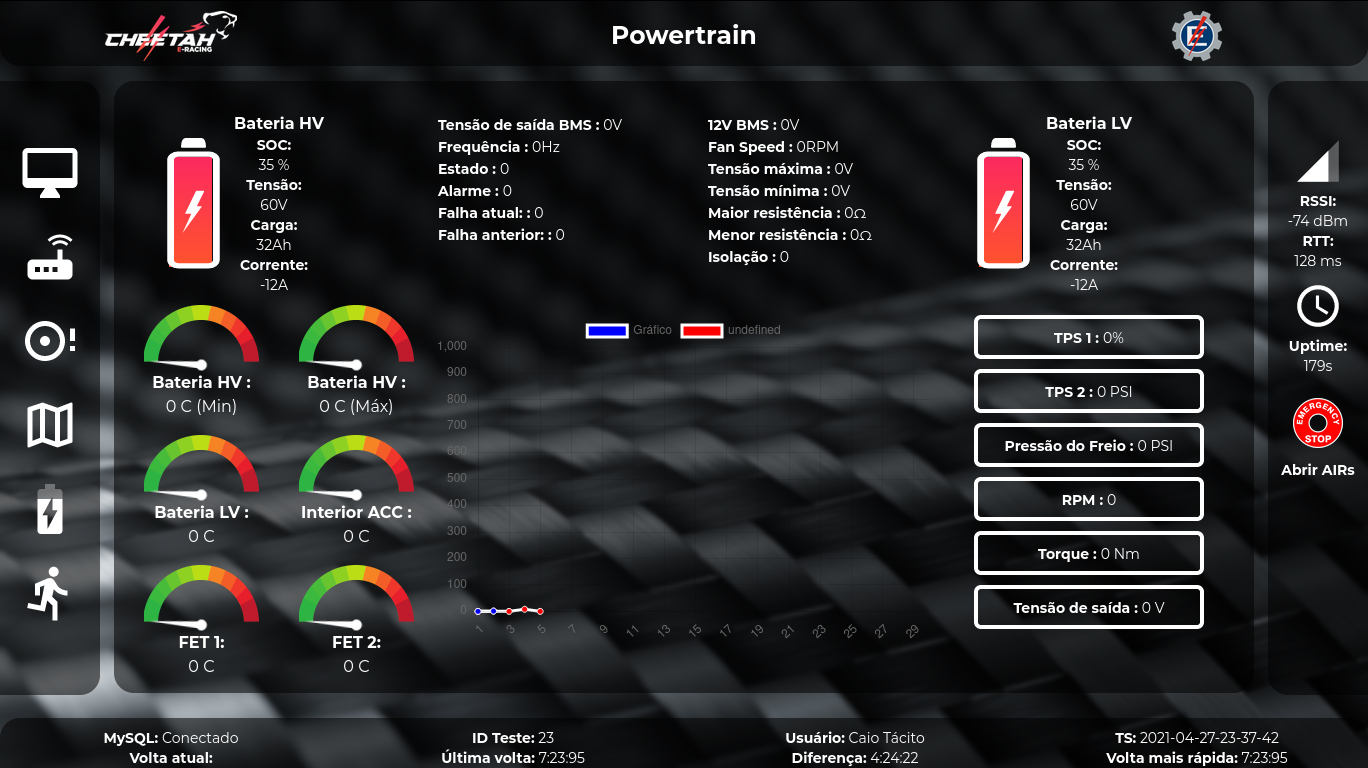 CHEETAH
E-RACING
Powertrain
E
Bateria HV
SOC:
35 %
Tensão:
60V
Carga:
32Ah
Corrente:
-12A
Tensão de saída BMS : 0V
Frequência : 0Hz
Estado : 0
Alarme : 0
Falha atual: : 0
Falha anterior: : 0
12V BMS : 0V
Fan Speed : 0RPM
Tensão máxima : 0V
Tensão mínima : 0V
Maior resistência : 0Ω
Menor resistência : 0Ω
Isolação : 0
Bateria LV
SOC:
35 %
Tensão:
60V
Carga:
32Ah
Corrente:
-12A
Bateria HV :
0 C (Min)
Bateria HV :
0 C (Máx)
Bateria LV :
0 C
Interior ACC :
0 C
FET 1:
0 C
FET 2:
0 C
Gráfico
undefined
1,000
900
800
700
600
500
400
300
200
100
0
1 3 5 7 9 11 13 15 17 19 21 23 25 27 29
TPS 1 : 0%
TPS 2 : 0 PSI
Pressão do Freio : 0 PSI
RPM : 0
Torque : 0 Nm
Tensão de saída : 0 V
RSSI:
-74 dBm
RTT:
128 ms
Uptime:
179s
EMERGENCY
STOP
Abrir AIRs
MySQL: Conectado
Volta atual:
ID Teste: 23
Última volta: 7:23:95
Usuário: Caio Tácito
Diferença: 4:24:22
TS: 2021-04-27-23-37-42
Volta mais rápida: 7:23:95